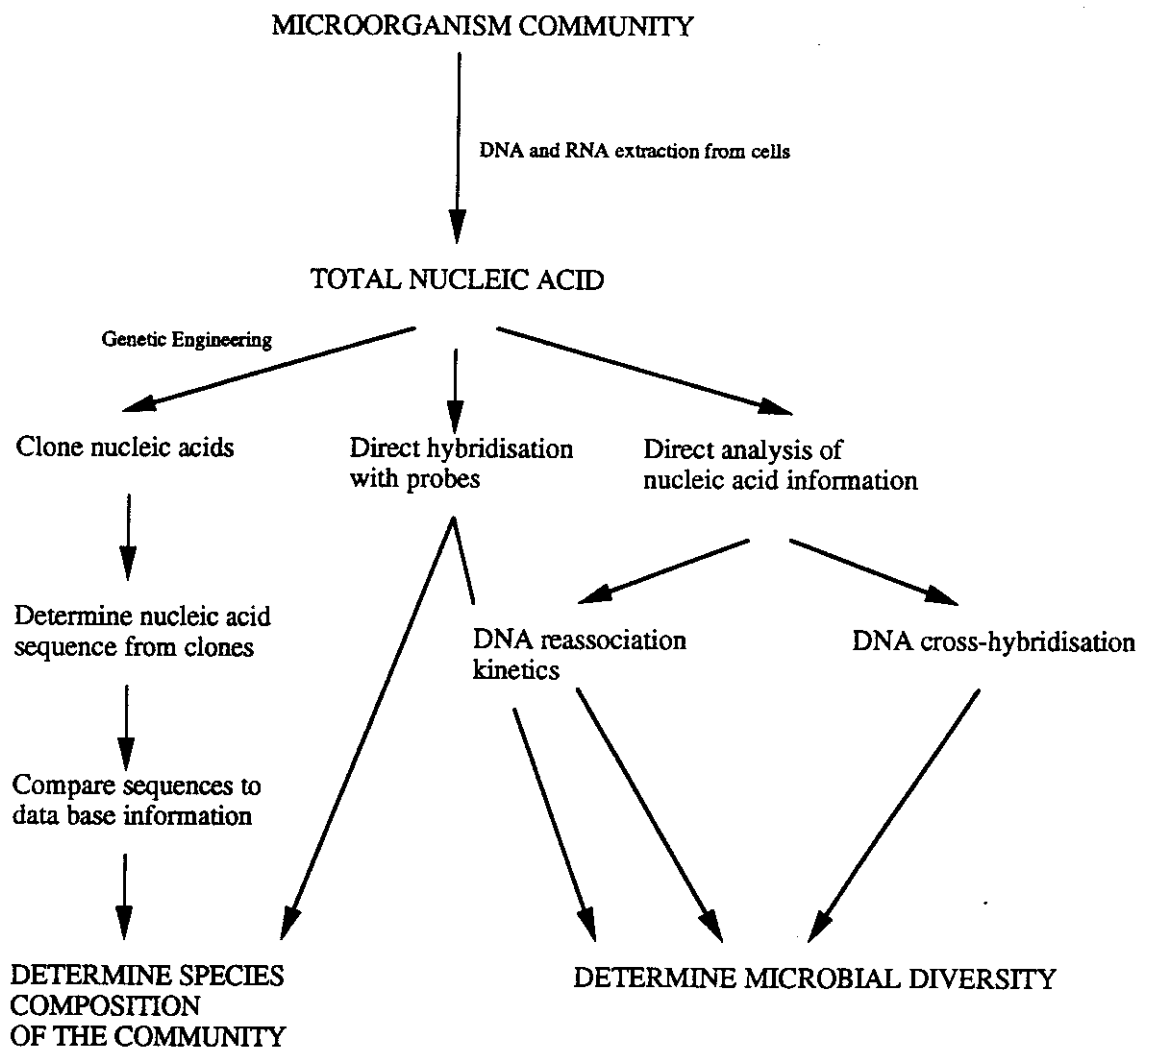 MICROORGANISM COMMUNITY
DNA and RNA extraction from cells
TOTAL NUCLEIC ACID
Genetic Engineering
Clone nucleic acids
Direct hybridisation
with probes
Direct analysis of
nucleic acid information
Determine nucleic acid
sequence from clones
DNA reassociation
kinetics
DNA cross-hybridisation
Compare sequences to
data base information
DETERMINE SPECIES
COMPOSITION
OF THE COMMUNITY
DETERMINE MICROBIAL DIVERSITY